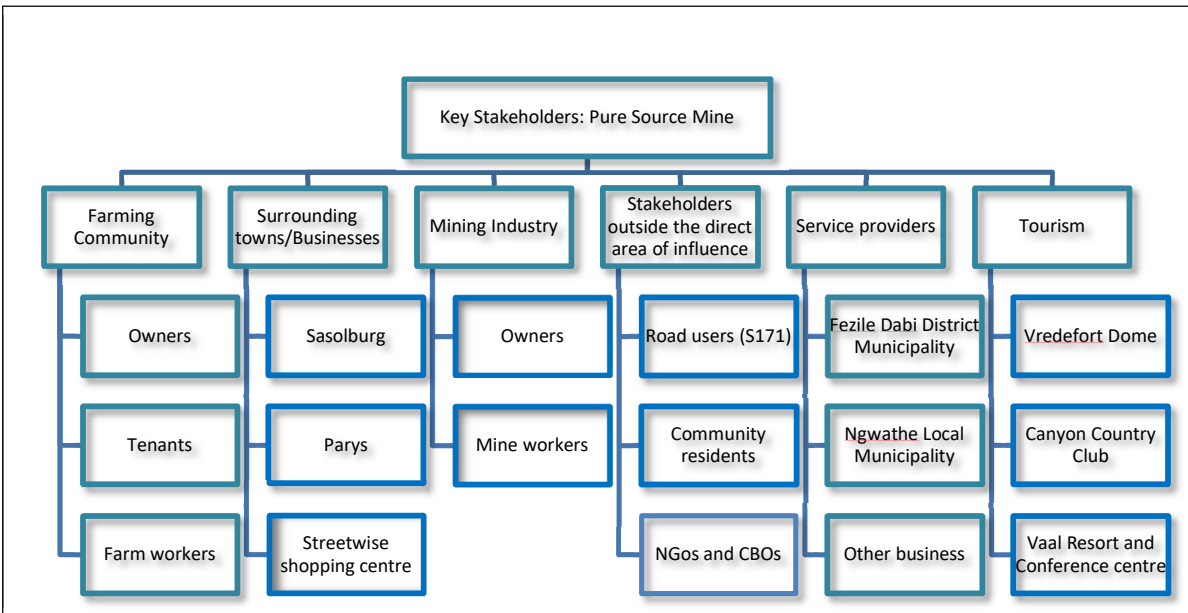 Key Stakeholders: Pure Source Mine
Farming
Community
Surrounding
towns/Businesses
Mining Industry
Stakeholders
outside the direct
area of influence
Service providers
Tourism
Owners
Sasolburg
Owners
Road users (S171)
Fezile Dabi District
Municipality
Vredefort Dome
Tenants
Parys
Mine workers
Community
residents
Ngwathe Local
Municipality
Canyon Country
Club
Farm workers
Streetwise
shopping centre
NGos and CBOs
Other business
Vaal Resort and
Conference centre